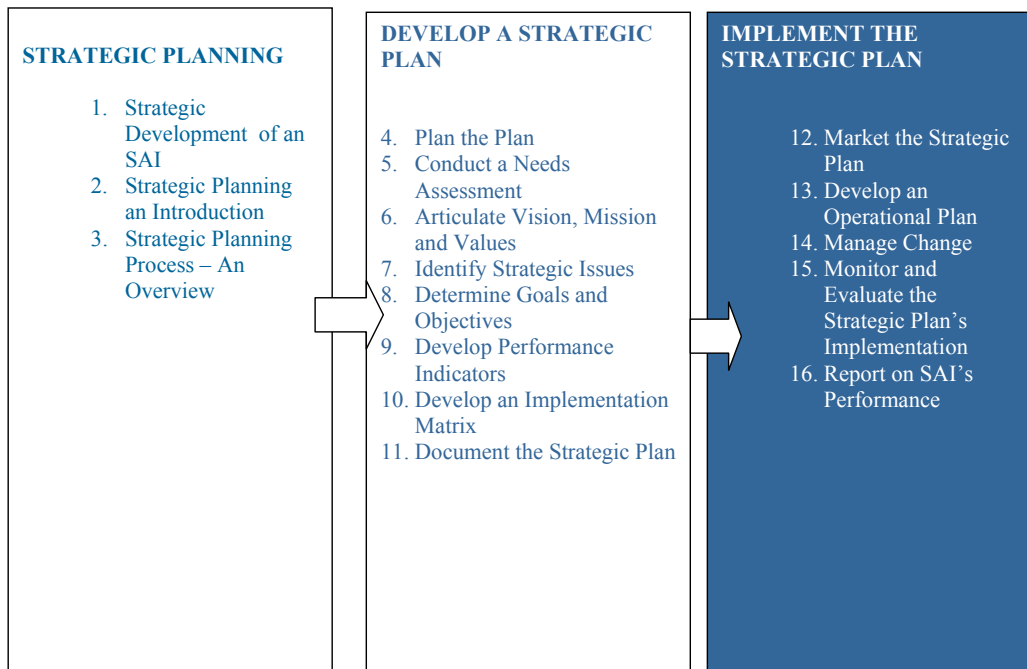 STRATEGIC PLANNING
1. Strategic
Development of an
SAI
2. Strategic Planning
an Introduction
3. Strategic Planning
Process – An
Overview
DEVELOP A STRATEGIC
PLAN
4. Plan the Plan
5. Conduct a Needs
Assessment
6. Articulate Vision, Mission
and Values
7. Identify Strategic Issues
8. Determine Goals and
Objectives
9. Develop Performance
Indicators
10. Develop an Implementation
Matrix
11. Document the Strategic Plan
IMPLEMENT THE
STRATEGIC PLAN
12. Market the Strategic
Plan
13. Develop an
Operational Plan
14. Manage Change
15. Monitor and
Evaluate the
Strategic Plan’s
Implementation
16. Report on SAI’s
Performance